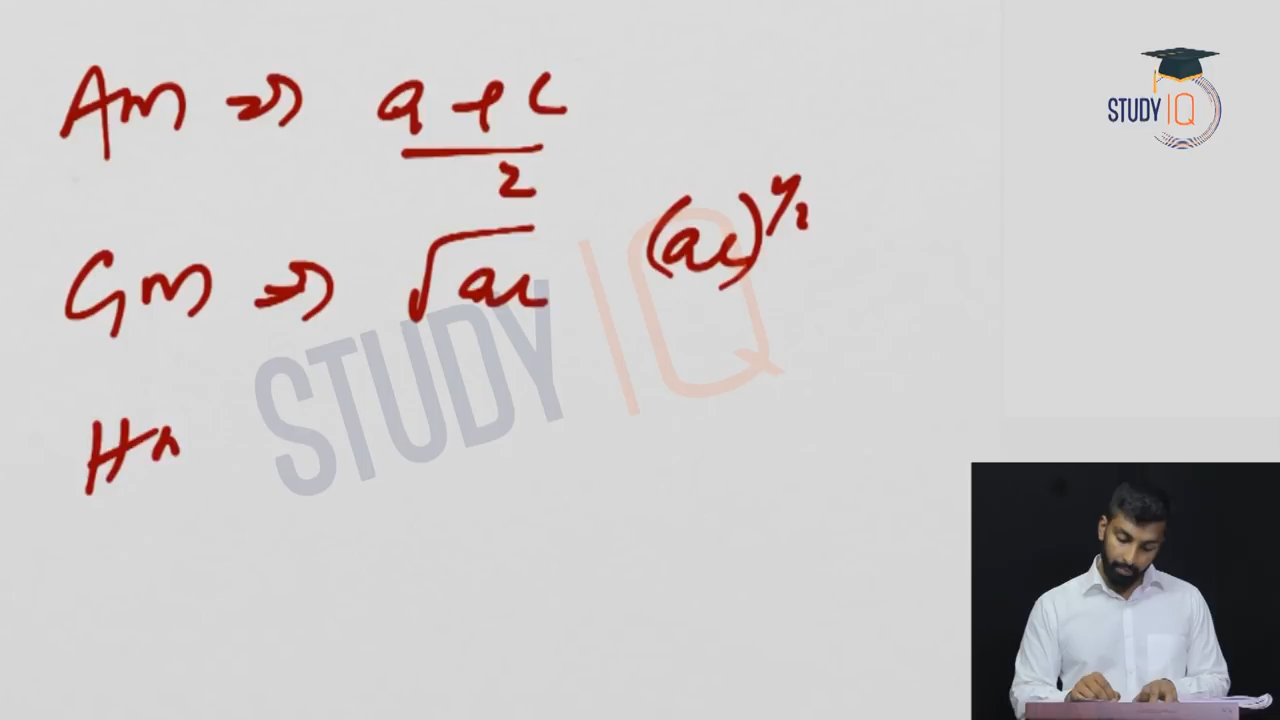 Am ⇒ a + c / 2
Gm ⇒ √ac (ac)^1/2
Hm
STUDY IQ
STUDY IQ